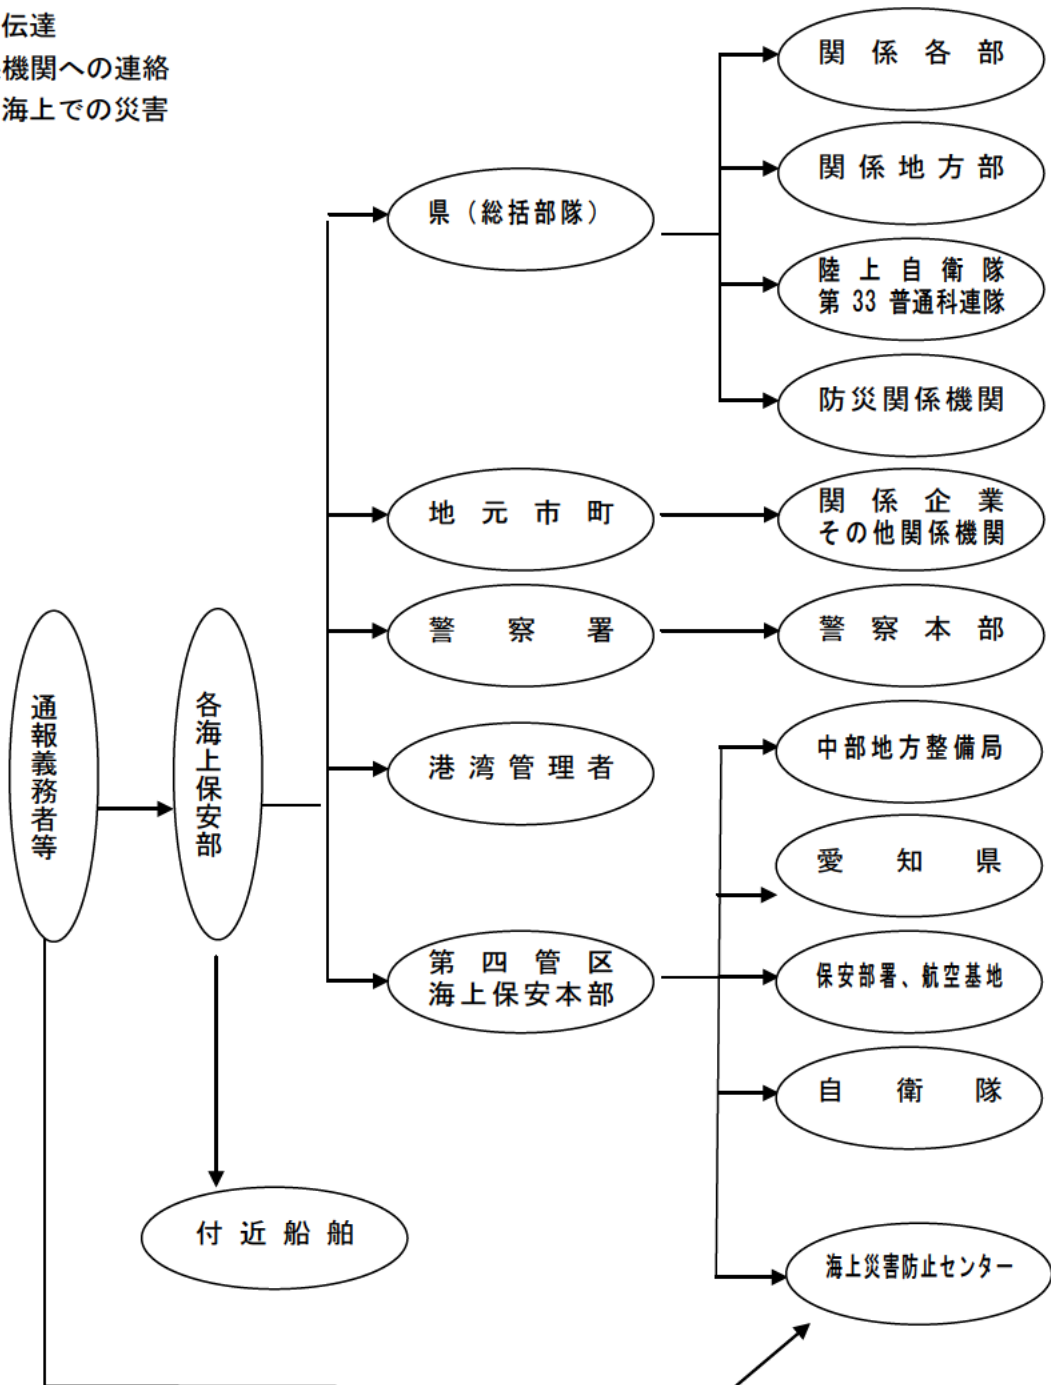 伝達
機関への連絡
海上での災害
関係各部
関係地方部
県（総括部隊）
陸上自衛隊
第33普通科連隊
防災関係機関
地元市町
関係企業
その他関係機関
警察署
警察本部
通報義務者等
各海上保安部
港湾管理者
中部地方整備局
愛知県
第四管区
海上保安本部
保安部署、航空基地
自衛隊
付近船舶
海上災害防止センター